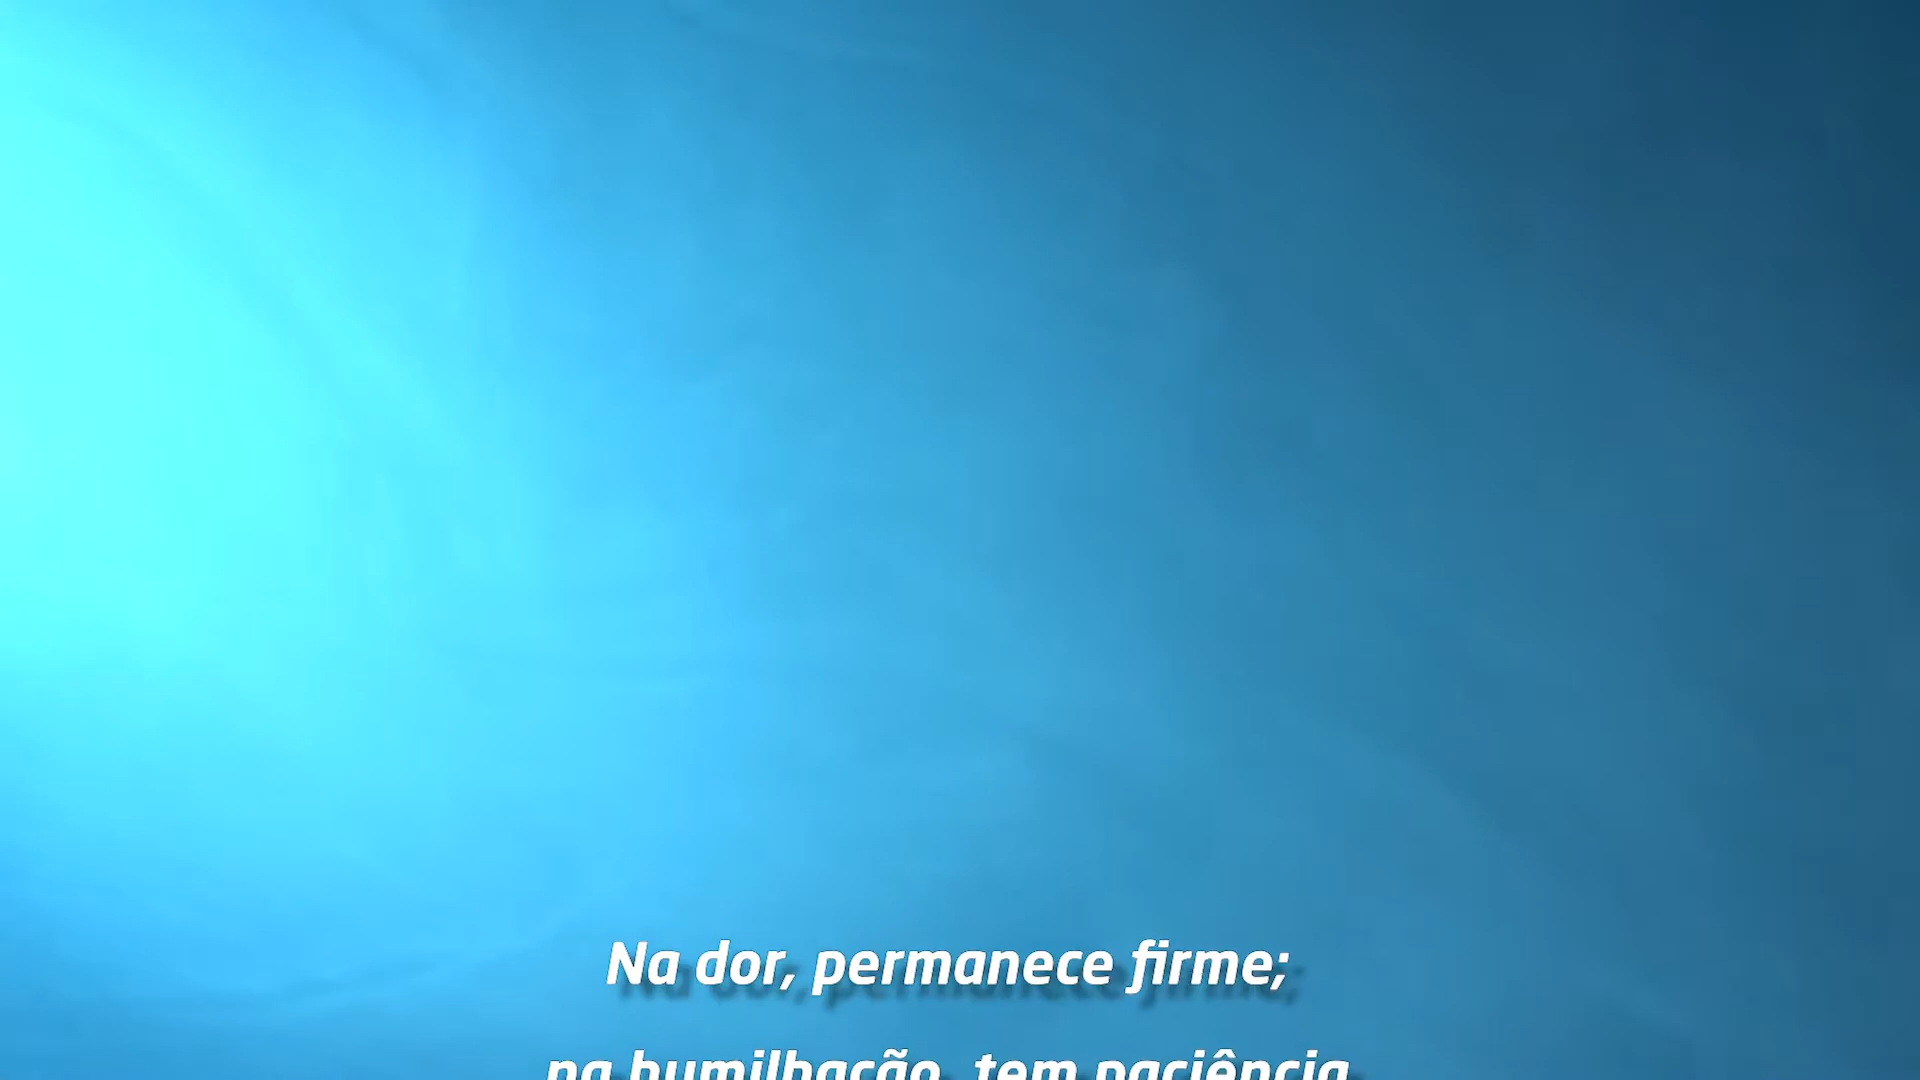 Na dor, permanece firme;
na humilhação, tem paciência